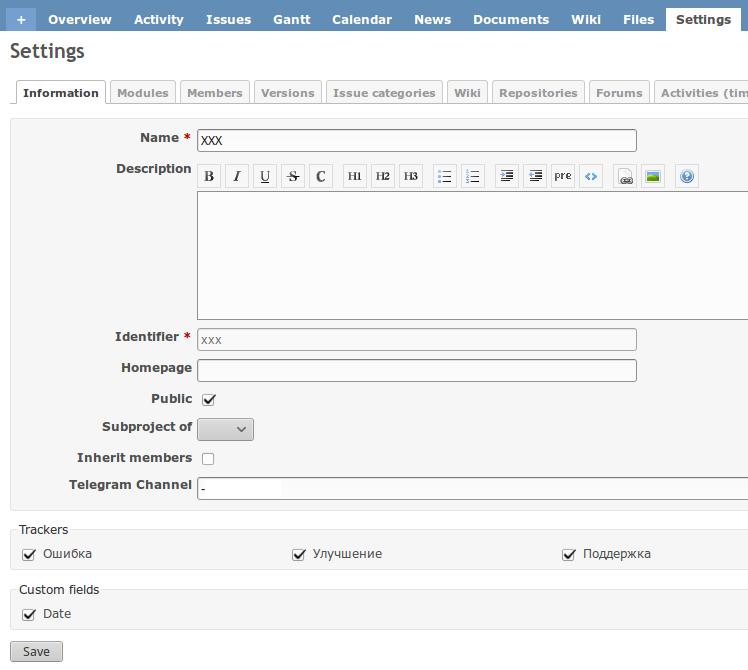 + Overview Activity Issues Gantt Calendar News Documents Wiki Files Settings
Settings
Information Modules Members Versions Issue categories Wiki Repositories Forums Activities (tim
Name *
XXX
Description
B I U S C H1 H2 H3 pre <> ?
Identifier *
xxx
Homepage
Public
Subproject of
Inherit members
Telegram Channel
-
Trackers
Ошибка Улучшение Поддержка
Custom fields
Date
Save